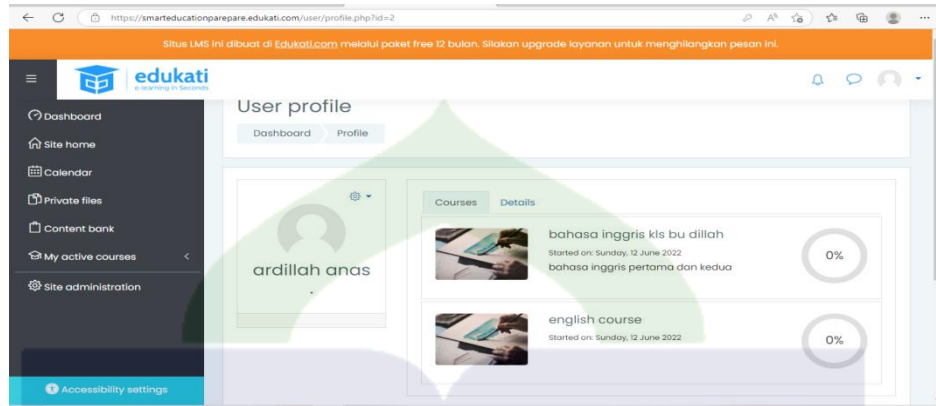 https://smarteducationparepare.edukati.com/user/profile.php?id=2
Situs LMS ini dibuat di Edukati.com melalui paket free 12 bulan. Silakan upgrade layanan untuk menghilangkan pesan ini.
edukati
e-learning in Seconds
User profile
Dashboard
Profile
Dashboard
Site home
Calendar
Private files
Content bank
My active courses
Site administration
Accessibility settings
ardillah anas
.
Courses
Details
bahasa inggris kls bu dillah
Started on: Sunday, 12 June 2022
bahasa inggris pertama dan kedua
0%
english course
Started on: Sunday, 12 June 2022
0%